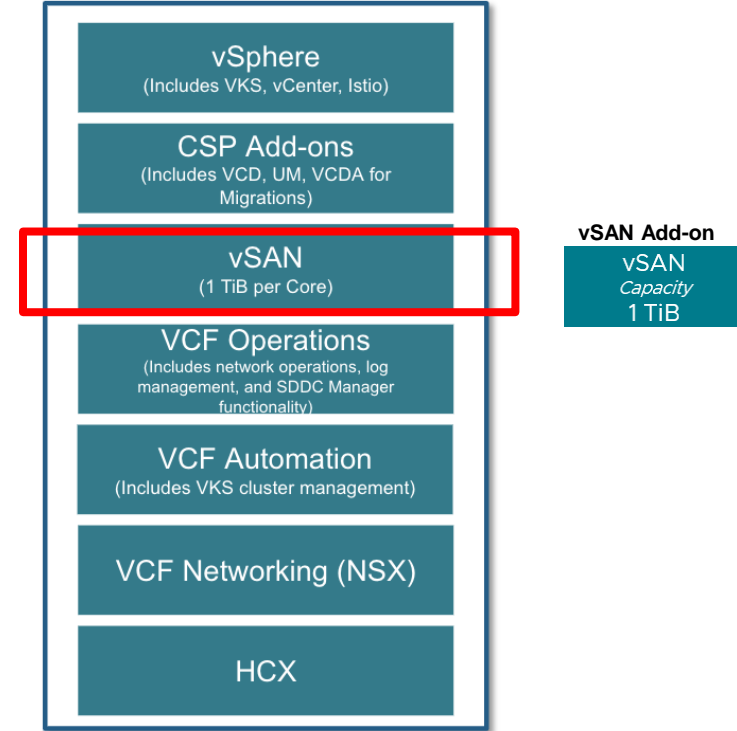 vSphere
(Includes VKS, vCenter, Istio)
CSP Add-ons
(Includes VCD, UM, VCDA for
Migrations)
vSAN
(1 TiB per Core)
VCF Operations
(Includes network operations, log
management, and SDDC Manager
functionality)
VCF Automation
(Includes VKS cluster management)
VCF Networking (NSX)
HCX
vSAN Add-on
vSAN
Capacity
1 TiB